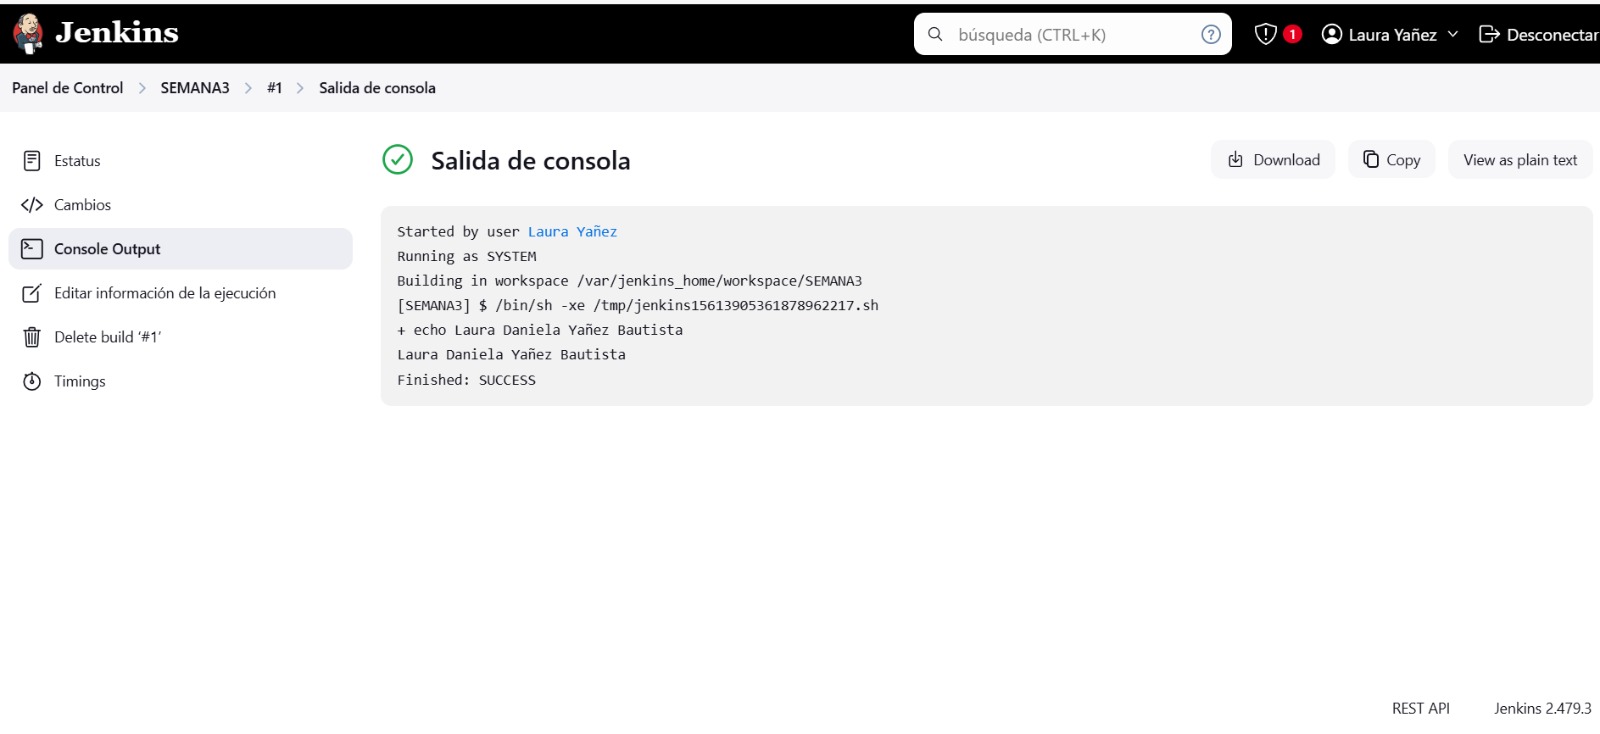 Jenkins
búsqueda (CTRL+K)
?
1
Laura Yañez
Desconectar
Panel de Control > SEMANA3 > #1 > Salida de consola
Estatus
Cambios
Console Output
Editar información de la ejecución
Delete build ‘#1’
Timings
Salida de consola
Download
Copy
View as plain text
Started by user Laura Yañez
Running as SYSTEM
Building in workspace /var/jenkins_home/workspace/SEMANA3
[SEMANA3] $ /bin/sh -xe /tmp/jenkins15613905361878962217.sh
+ echo Laura Daniela Yañez Bautista
Laura Daniela Yañez Bautista
Finished: SUCCESS
REST API
Jenkins 2.479.3